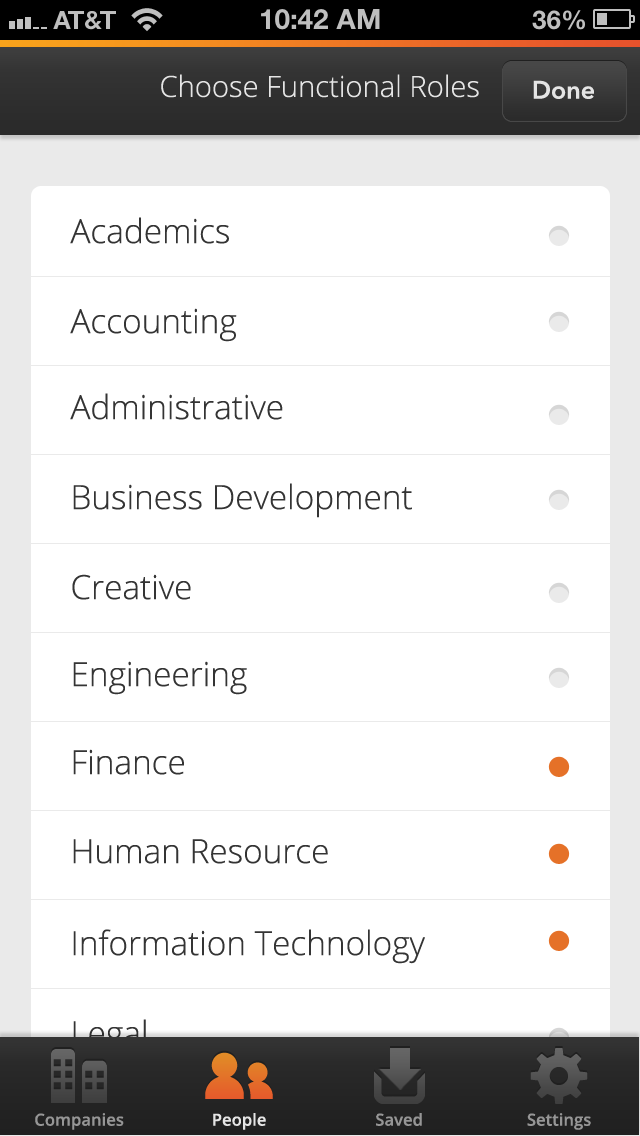 AT&T 10:42 AM 36%
Choose Functional Roles Done
Academics
Accounting
Administrative
Business Development
Creative
Engineering
Finance
Human Resource
Information Technology
Legal
Companies People Saved Settings